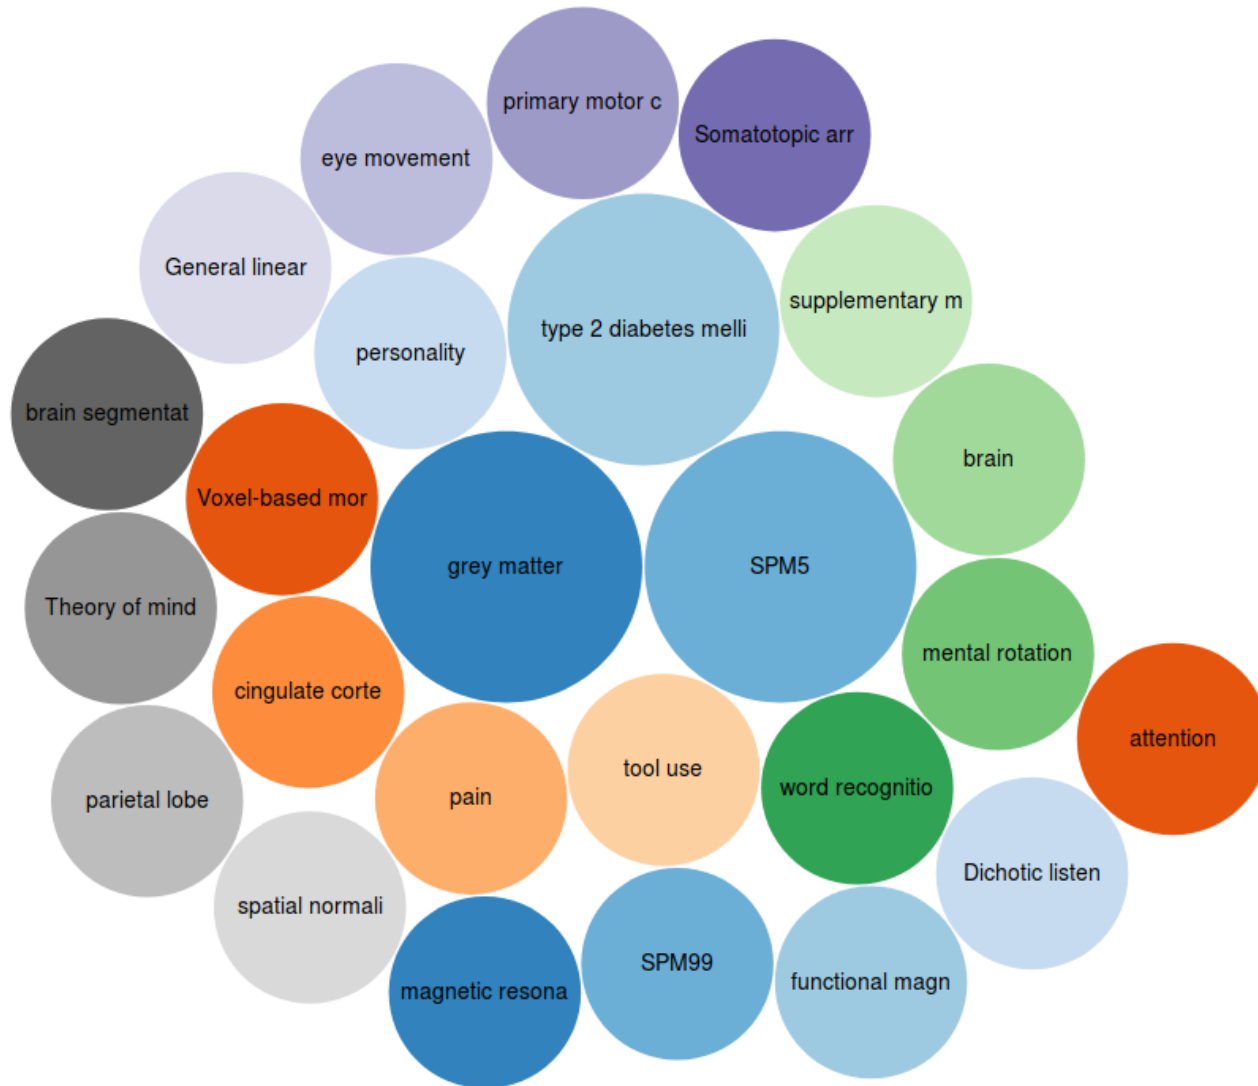 primary motor c
Somatotopic arr
eye movement
General linear
supplementary m
type 2 diabetes melli
personality
brain segmentat
brain
Voxel-based mor
grey matter
SPM5
Theory of mind
mental rotation
cingulate corte
attention
tool use
word recognitio
pain
parietal lobe
Dichotic listen
spatial normali
SPM99
functional magn
magnetic resona